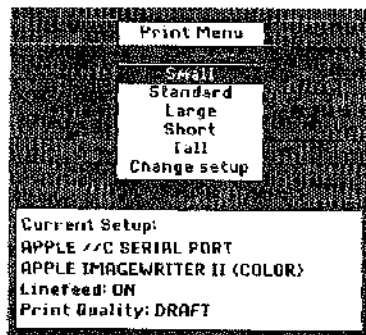 Print Menu
Small
Standard
Large
Short
Tall
Change setup
Current Setup:
APPLE //C SERIAL PORT
APPLE IMAGEWRITER II (COLOR)
Linefeed: ON
Print Quality: DRAFT